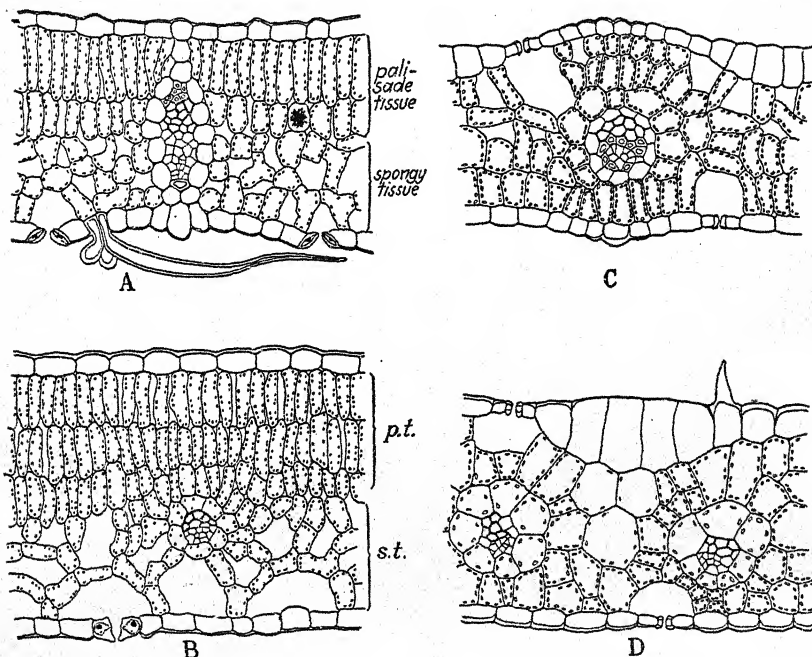 pali-
sade
tissue
spongy
tissue
A
C
p.t.
s.t.
B
D